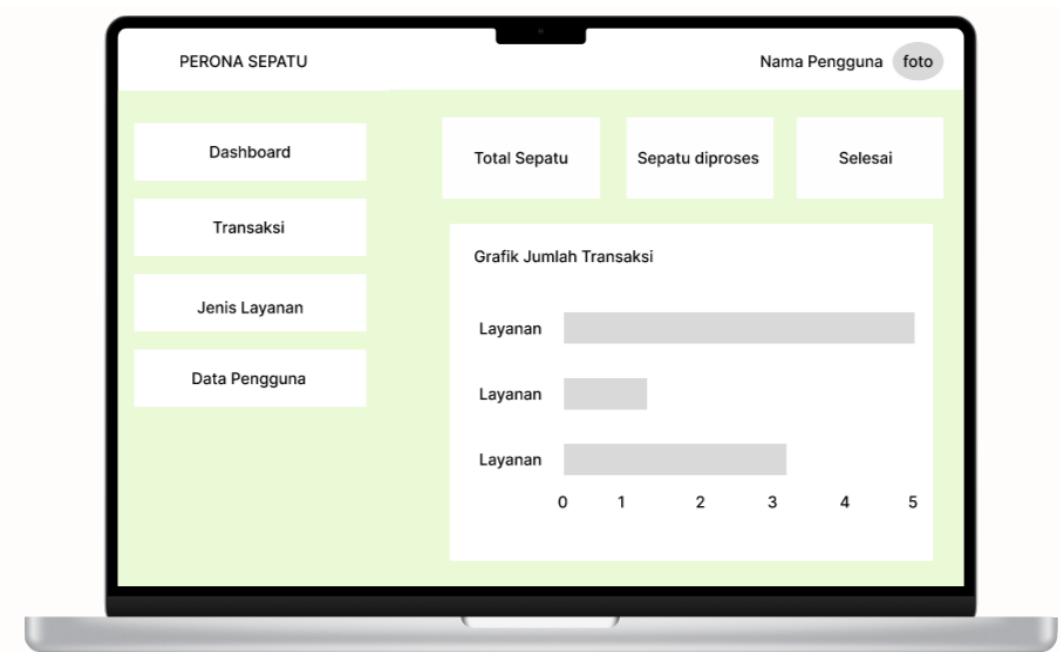 PERONA SEPATU
Nama Pengguna
foto
Dashboard
Transaksi
Jenis Layanan
Data Pengguna
Total Sepatu
Sepatu diproses
Selesai
Grafik Jumlah Transaksi
Layanan
Layanan
Layanan
0 1 2 3 4 5